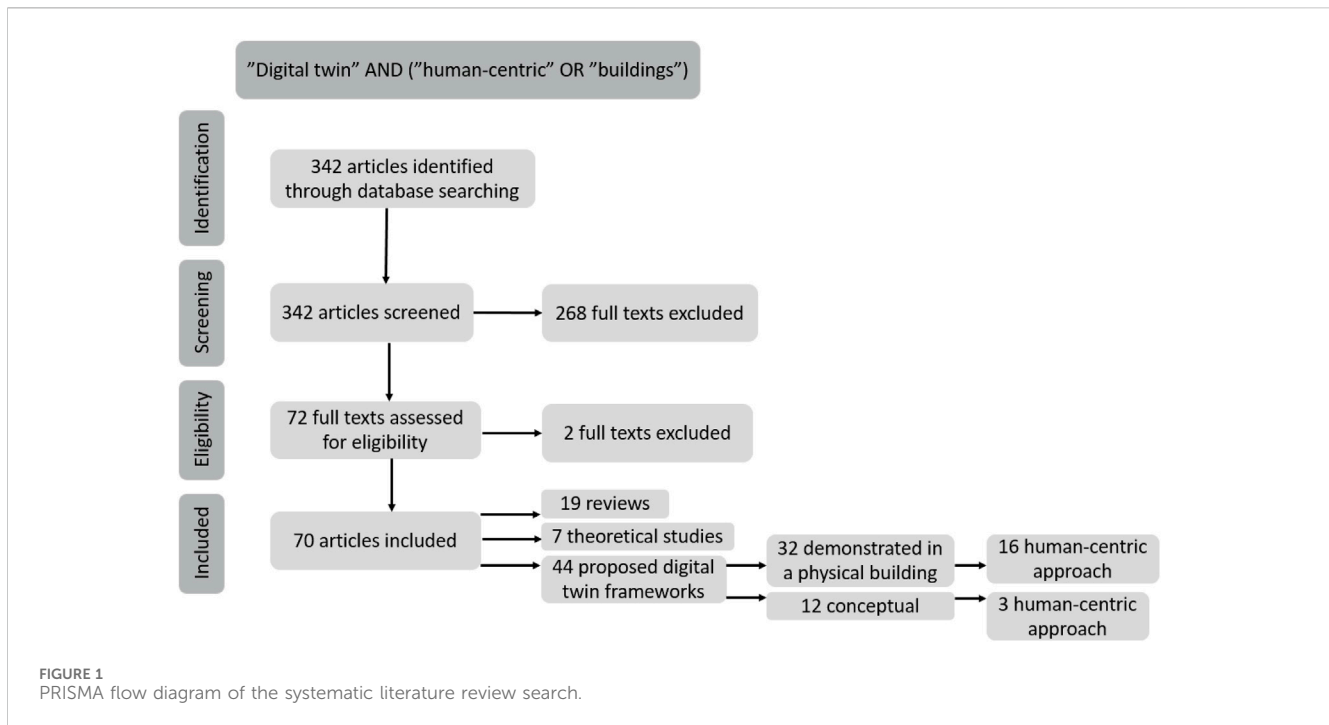 ”Digital twin” AND (”human-centric” OR ”buildings”)
Identification
342 articles identified
through database searching
Screening
342 articles screened
268 full texts excluded
Eligibility
72 full texts assessed
for eligibility
2 full texts excluded
Included
70 articles included
19 reviews
7 theoretical studies
44 proposed digital
twin frameworks
32 demonstrated in
a physical building
16 human-centric
approach
12 conceptual
3 human-centric
approach
FIGURE 1
PRISMA flow diagram of the systematic literature review search.